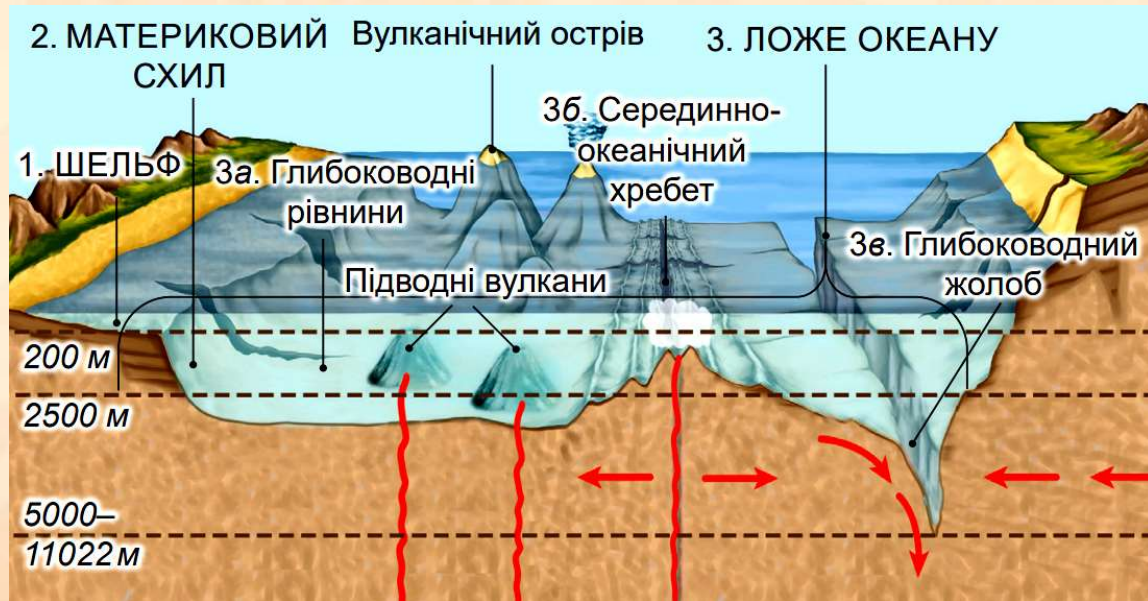 2. МАТЕРИКОВИЙ
СХИЛ
Вулканічний острів
3. ЛОЖЕ ОКЕАНУ
3б. Серединно-
океанічний
хребет
1. ШЕЛЬФ
3а. Глибоководні
рівнини
3в. Глибоководний
жолоб
Підводні вулкани
200 м
2500 м
5000–
11022 м